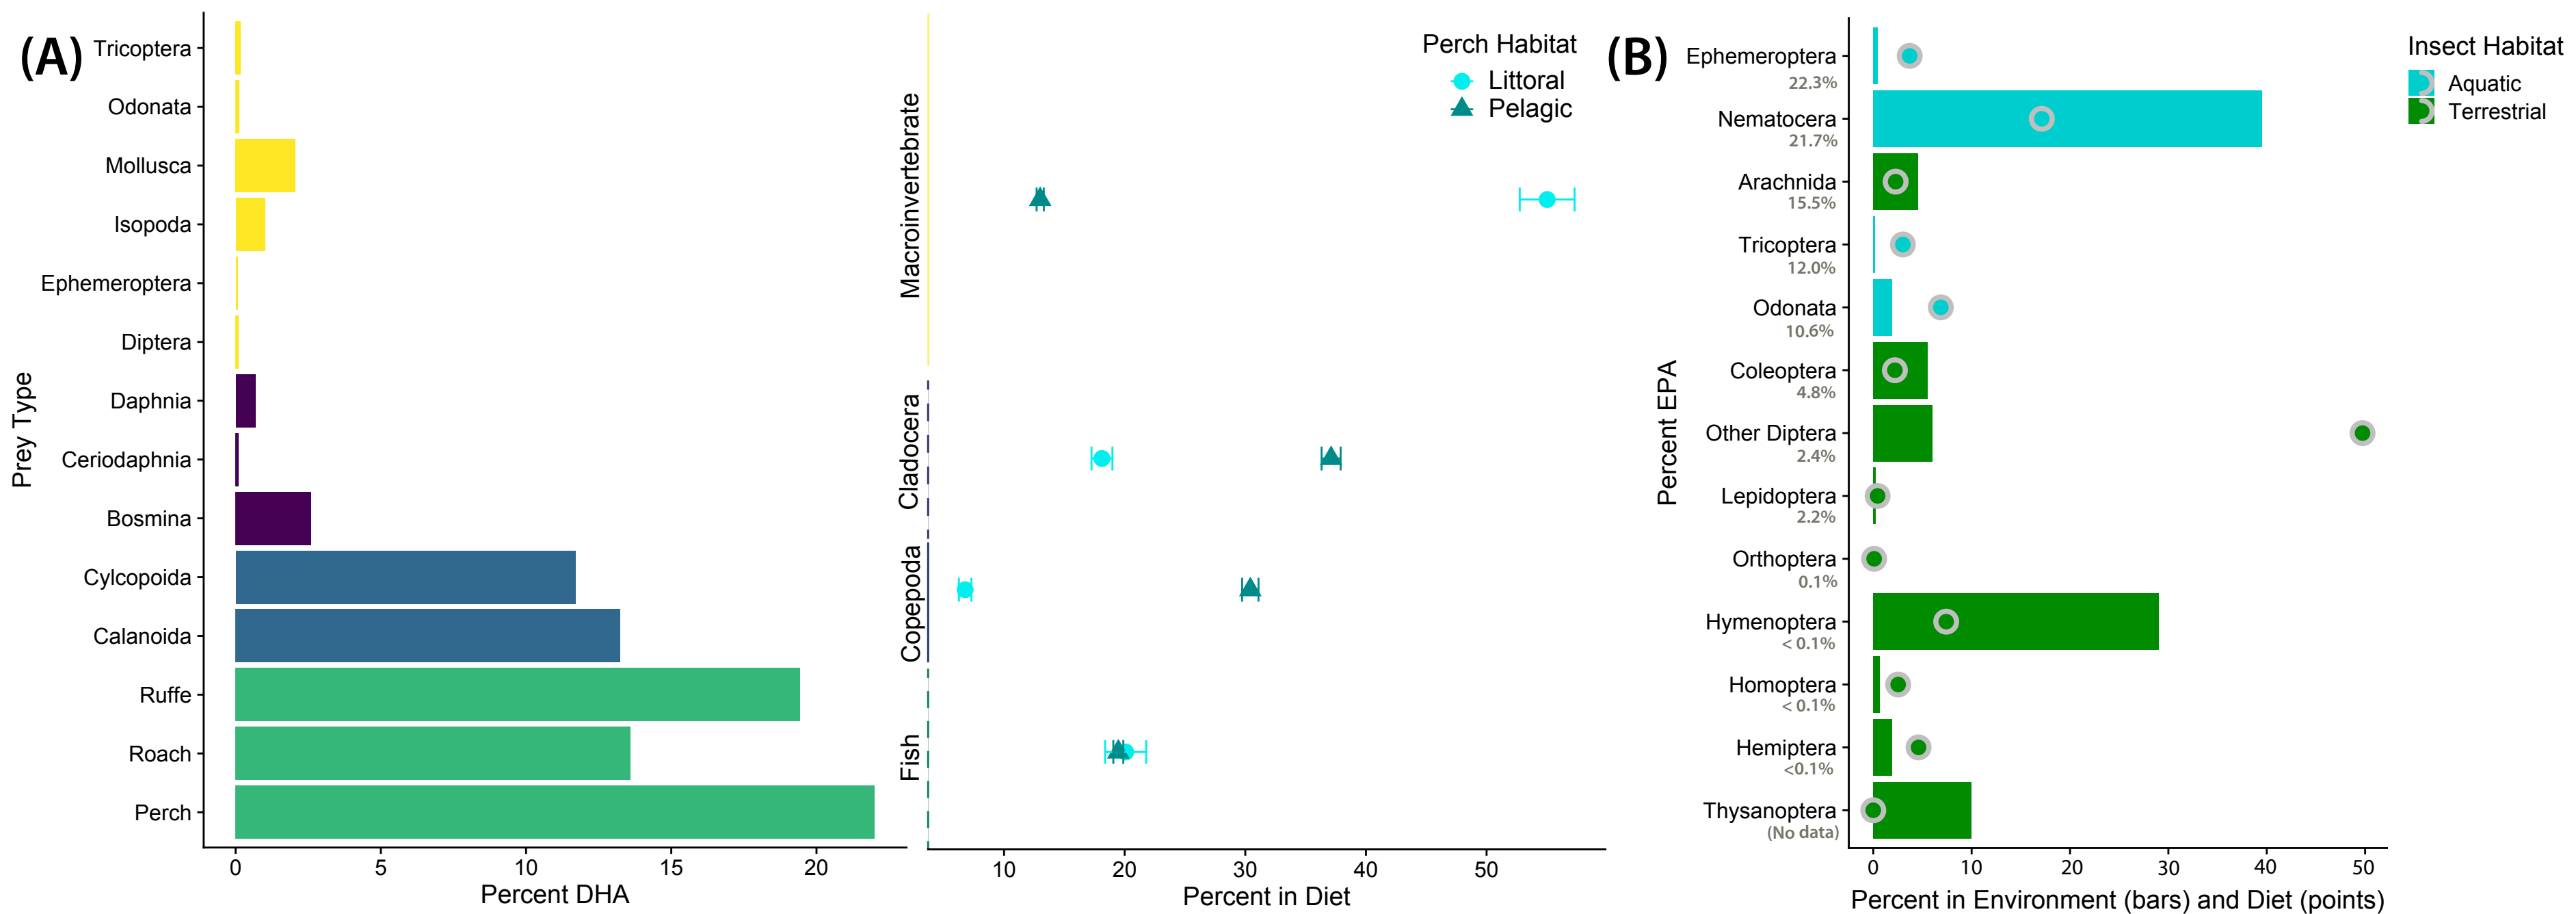 (A)
Prey Type
Tricoptera
Odonata
Mollusca
Isopoda
Ephemeroptera
Diptera
Daphnia
Ceriodaphnia
Bosmina
Cylcopoida
Calanoida
Ruffe
Roach
Perch
0 5 10 15 20
Percent DHA
Macroinvertebrate
Cladocera
Copepoda
Fish
Perch Habitat
Littoral
Pelagic
10 20 30 40 50
Percent in Diet
(B)
Percent EPA
Ephemeroptera
22.3%
Nematocera
21.7%
Arachnida
15.5%
Tricoptera
12.0%
Odonata
10.6%
Coleoptera
4.8%
Other Diptera
2.4%
Lepidoptera
2.2%
Orthoptera
0.1%
Hymenoptera
< 0.1%
Homoptera
< 0.1%
Hemiptera
<0.1%
Thysanoptera
(No data)
0 10 20 30 40 50
Percent in Environment (bars) and Diet (points)
Insect Habitat
Aquatic
Terrestrial